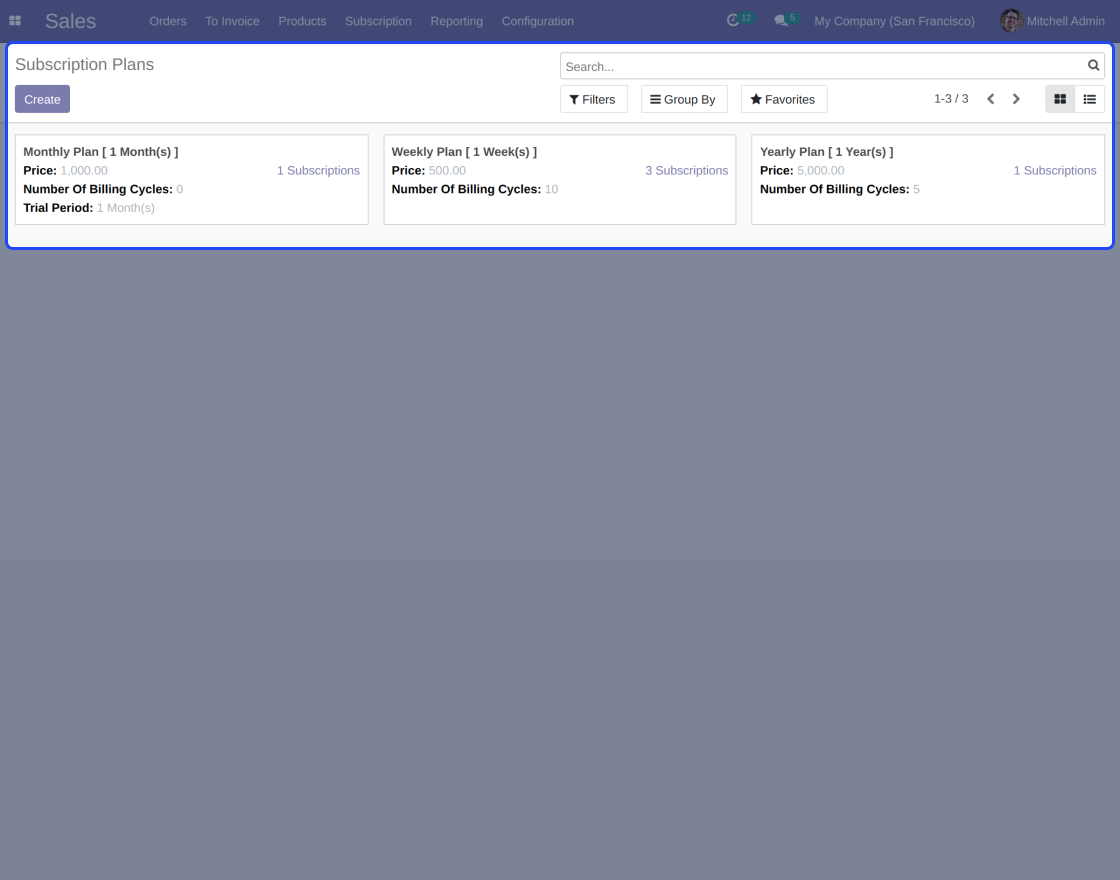 Sales Orders To Invoice Products Subscription Reporting Configuration 12 5 My Company (San Francisco) Mitchell Admin
Subscription Plans
Search...
Create Filters Group By Favorites 1-3 / 3
Monthly Plan [ 1 Month(s) ]
Price: 1,000.00 1 Subscriptions
Number Of Billing Cycles: 0
Trial Period: 1 Month(s)
Weekly Plan [ 1 Week(s) ]
Price: 500.00 3 Subscriptions
Number Of Billing Cycles: 10
Yearly Plan [ 1 Year(s) ]
Price: 5,000.00 1 Subscriptions
Number Of Billing Cycles: 5